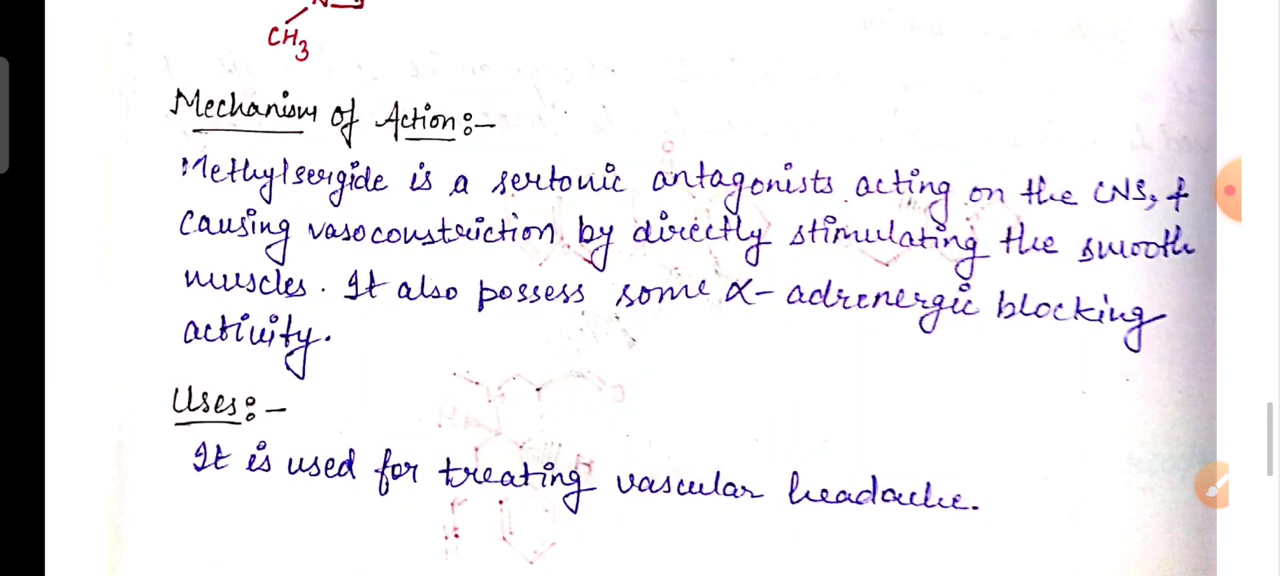 CH3
Mechanism of Action:-
Methylsergide is a sertonic antagonists acting on the CNS, &
causing vasoconstriction by directly stimulating the smooth
muscles. It also possess some α-adrenergic blocking
activity.
Uses:-
It is used for treating vascular headache.